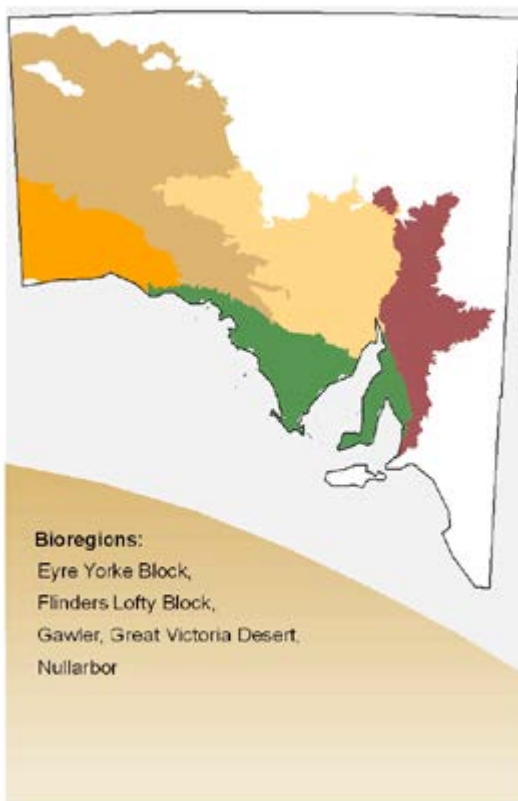 Bioregions:
Eyre Yorke Block,
Flinders Lofty Block,
Gawler, Great Victoria Desert,
Nullarbor